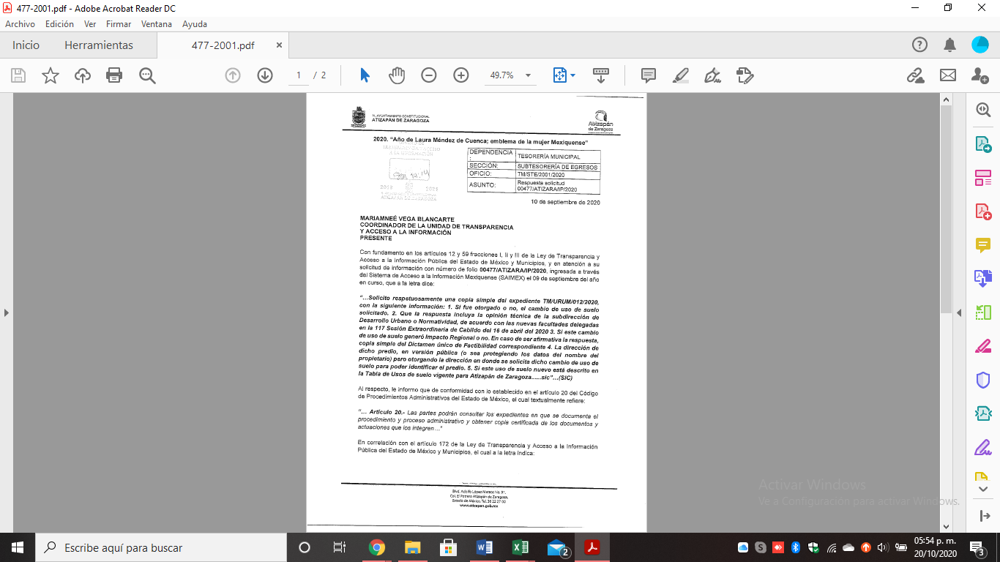 477-2001.pdf - Adobe Acrobat Reader DC
Archivo Edición Ver Firmar Ventana Ayuda
Inicio Herramientas 477-2001.pdf
1 / 2 49.7%
H. AYUNTAMIENTO CONSTITUCIONAL
ATIZAPÁN DE ZARAGOZA
Atizapán
de Zaragoza
2020. "Año de Laura Méndez de Cuenca; emblema de la mujer Mexiquense"
TRANSPARENCIA Y ACCESO
A LA INFORMACIÓN
2019 2021
ATIZAPÁN DE ZARAGOZA
DEPENDENCIA : TESORERÍA MUNICIPAL
SECCIÓN: SUBTESORERÍA DE EGRESOS
OFICIO: TM/STE/2001/2020
ASUNTO: Respuesta solicitud
00477/ATIZARA/IP/2020
10 de septiembre de 2020
MARIAMNEÉ VEGA BLANCARTE
COORDINADOR DE LA UNIDAD DE TRANSPARENCIA
Y ACCESO A LA INFORMACIÓN
PRESENTE
Con fundamento en los artículos 12 y 59 fracciones I, II y III de la Ley de Transparencia y
Acceso a la Información Pública del Estado de México y Municipios, y en atención a su
solicitud de información con número de folio 00477/ATIZARA/IP/2020, ingresada a través
del Sistema de Acceso a la Información Mexiquense (SAIMEX) el 09 de septiembre del año
en curso, que a la letra dice:
"…Solicito respetuosamente una copia simple del expediente TM/URUM/012/2020,
con la siguiente información: 1. Si fue otorgado o no, el cambio de uso de suelo
solicitado. 2. Que la respuesta incluya la opinión técnica de la subdirección de
Desarrollo Urbano o Normatividad, de acuerdo con las nuevas facultades delegadas
en la 117 Sesión Extraordinaria de Cabildo del 16 de abril del 2020 3. Si este cambio
de uso de suelo generó Impacto Regional o no. En caso de ser afirmativa la respuesta,
copia simple del Dictamen único de Factibilidad correspondiente 4. La dirección de
dicho predio, en versión pública (o sea protegiendo los datos del nombre del
propietario) pero otorgando la dirección en donde se solicita dicho cambio de uso de
suelo para poder identificar el predio. 5. Si este uso de suelo nuevo está descrito en
la Tabla de Usos de suelo vigente para Atizapán de Zaragoza......sic"…(SIC)
Al respecto, le informo que de conformidad con lo establecido en el artículo 20 del Código
de Procedimientos Administrativos del Estado de México, el cual textualmente refiere:
"… Artículo 20.- Las partes podrán consultar los expedientes en que se documenta el
procedimiento y proceso administrativo y obtener copia certificada de los documentos y
actuaciones que los integren…"
En correlación con el artículo 172 de la Ley de Transparencia y Acceso a la Información
Pública del Estado de México y Municipios, el cual a la letra indica:
Blvd. Adolfo López Mateos No. 91,
Col. El Potrero Atizapán de Zaragoza,
Estado de México. Tel. 36 22 27 00
www.atizapan.gob.mx
Activar Windows
Ve a Configuración para activar Windows.
Escribe aquí para buscar
2
05:54 p. m.
20/10/2020
3